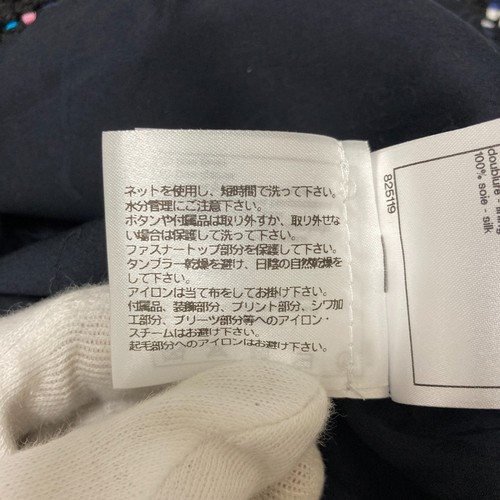 ネットを使用し、短時間で洗って下さい。
水分管理にご注意下さい。
ボタンや付属品は取り外すか、取り外せな
い場合は保護して洗って下さい。
ファスナートップ部分を保護して下さい。
タンブラー乾燥を避け、日陰の自然乾燥を
して下さい。
アイロンは当て布をしてお掛け下さい。
付属品、装飾部分、プリント部分、シワ加
工部分、プリーツ部分等へのアイロン・
スチームはお避け下さい。
起毛部分へのアイロンはお避け下さい。
825119
doublure - lining
100% soie - silk